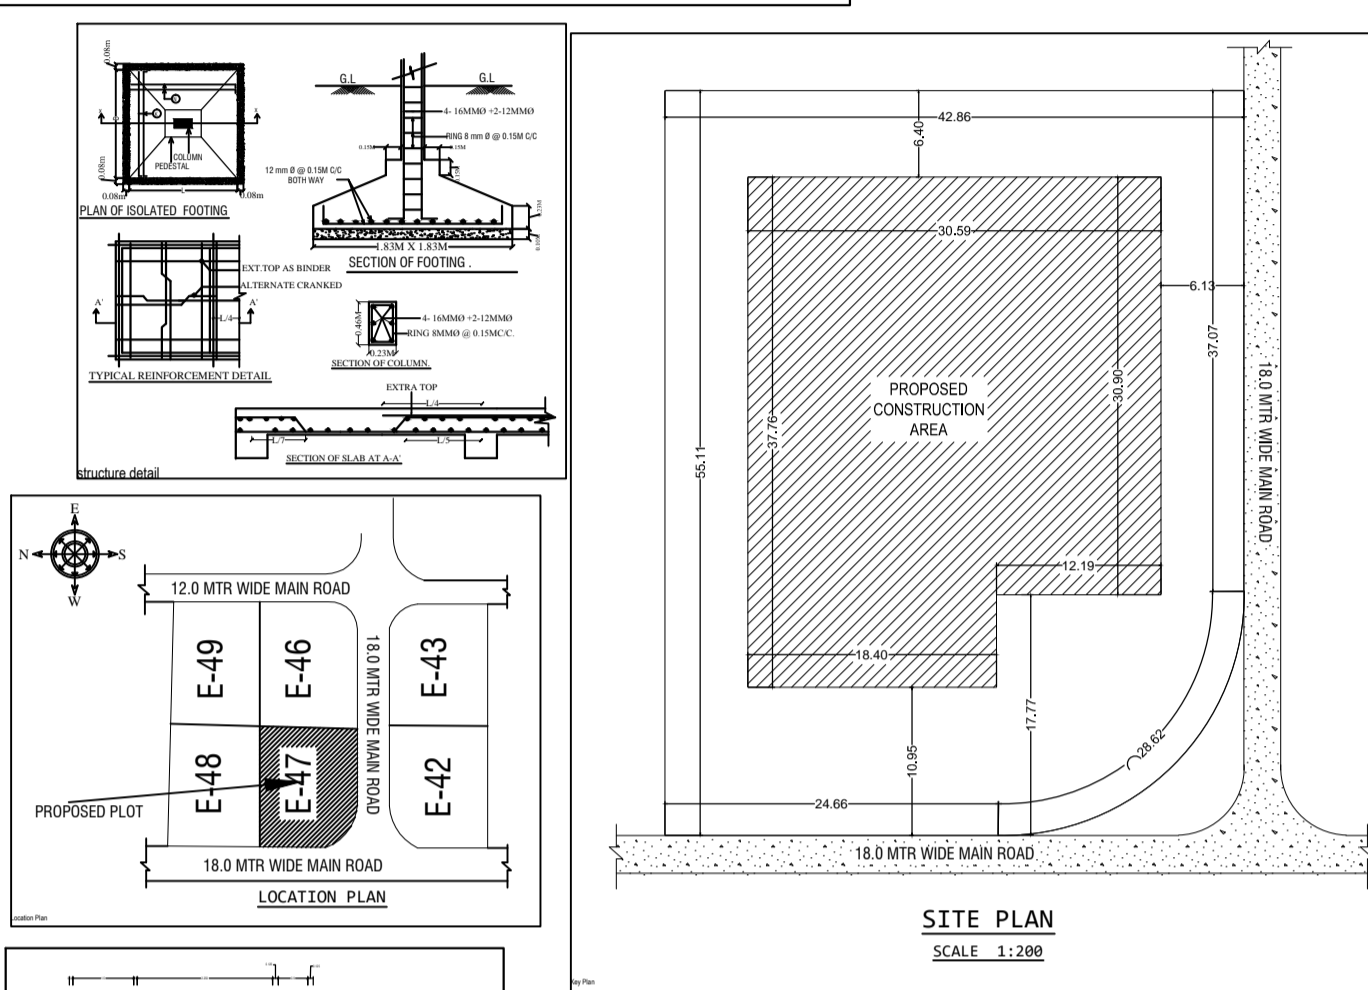 0.08m
0.08m
0.08m
0.08m
COLUMN
PEDESTAL
PLAN OF ISOLATED FOOTING
G.L
G.L
4- 16MMØ +2-12MMØ
RING 8 mm Ø @ 0.15M C/C
0.15M
.15M
12 mm Ø @ 0.15M C/C
BOTH WAY
0.23M
1.83M X 1.83M
SECTION OF FOOTING .
EXT.TOP AS BINDER
ALTERNATE CRANKED
L/4
A'
A'
TYPICAL REINFORCEMENT DETAIL
0.46M
4- 16MMØ +2-12MMØ
RING 8MMØ @ 0.15MC/C.
0.23M
SECTION OF COLUMN.
EXTRA TOP
L/4
L/7
L/5
SECTION OF SLAB AT A-A'
structure detail
E
N
S
W
12.0 MTR WIDE MAIN ROAD
E-49
E-46
E-43
18.0 MTR WIDE MAIN ROAD
E-48
E-47
E-42
PROPOSED PLOT
18.0 MTR WIDE MAIN ROAD
LOCATION PLAN
Location Plan
42.86
6.40
30.59
6.13
37.07
18.0 MTR WIDE MAIN ROAD
PROPOSED
CONSTRUCTION
AREA
30.90
37.76
55.11
12.19
18.40
17.77
10.95
28.62
24.66
18.0 MTR WIDE MAIN ROAD
SITE PLAN
SCALE 1:200
Key Plan